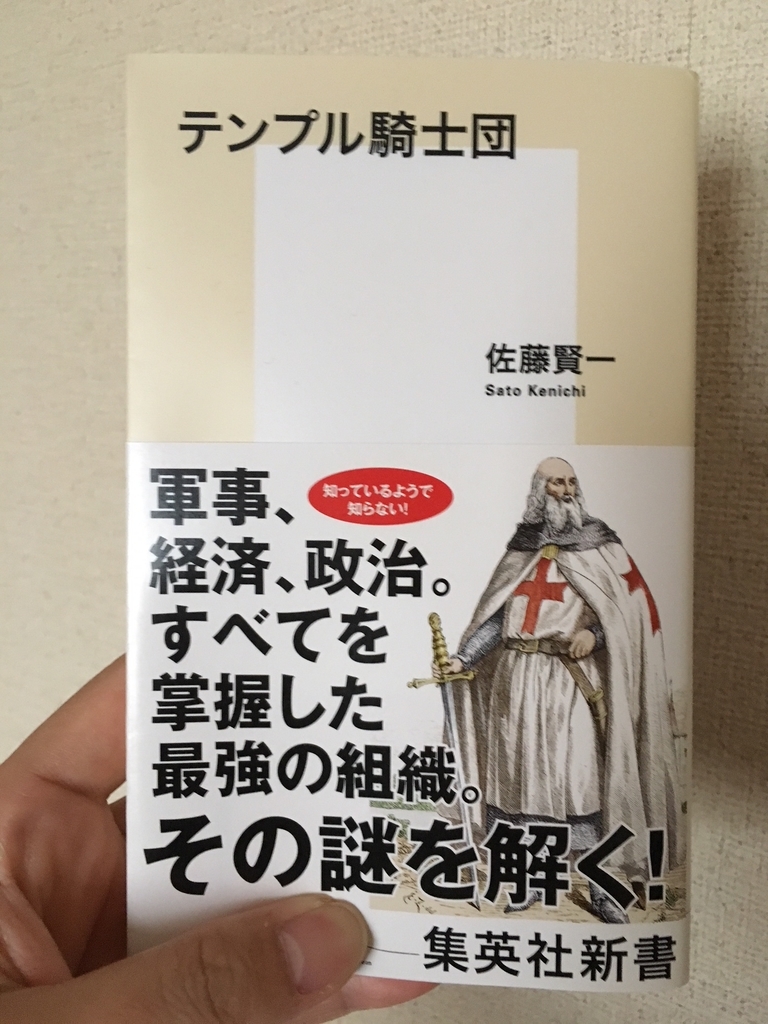 テンプル騎士団
佐藤賢一
Sato Kenichi
知っているようで
知らない!
軍事、
経済、政治。
すべてを
掌握した
最強の組織。
その謎を解く!
集英社新書